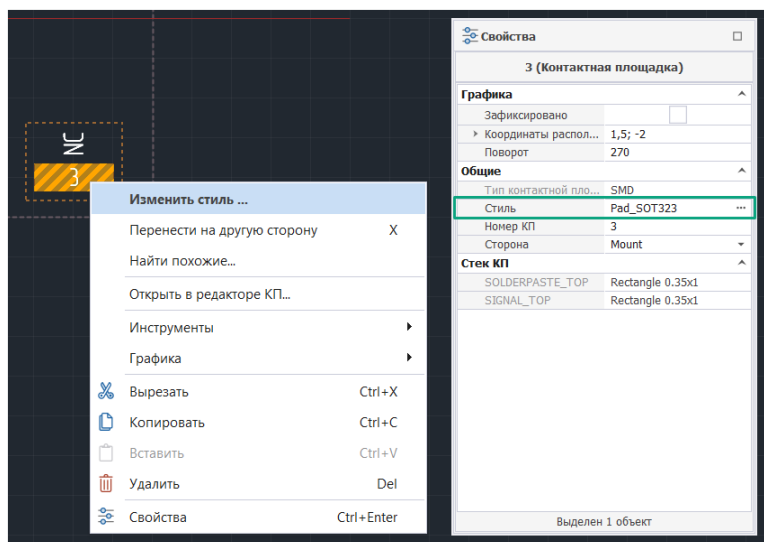 NC
3
Изменить стиль ...
Перенести на другую сторону X
Найти похожие...
Открыть в редакторе КП...
Инструменты
Графика
Вырезать Ctrl+X
Копировать Ctrl+C
Вставить Ctrl+V
Удалить Del
Свойства Ctrl+Enter
Свойства
3 (Контактная площадка)
Графика
Зафиксировано
Координаты распол... 1,5; -2
Поворот 270
Общие
Тип контактной пло... SMD
Стиль Pad_SOT323 ...
Номер КП 3
Сторона Mount
Стек КП
SOLDERPASTE_TOP Rectangle 0.35x1
SIGNAL_TOP Rectangle 0.35x1
Выделен 1 объект